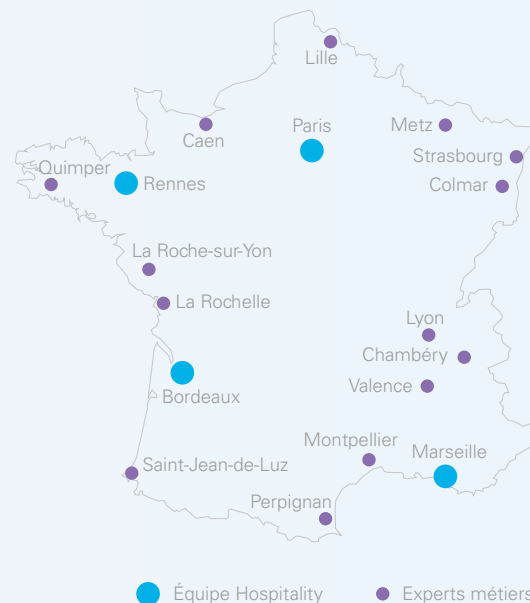 Lille
Paris
Metz
Caen
Strasbourg
Quimper
Rennes
Colmar
La Roche-sur-Yon
La Rochelle
Lyon
Chambéry
Valence
Bordeaux
Montpellier
Marseille
Saint-Jean-de-Luz
Perpignan
Équipe Hospitality
Experts métiers